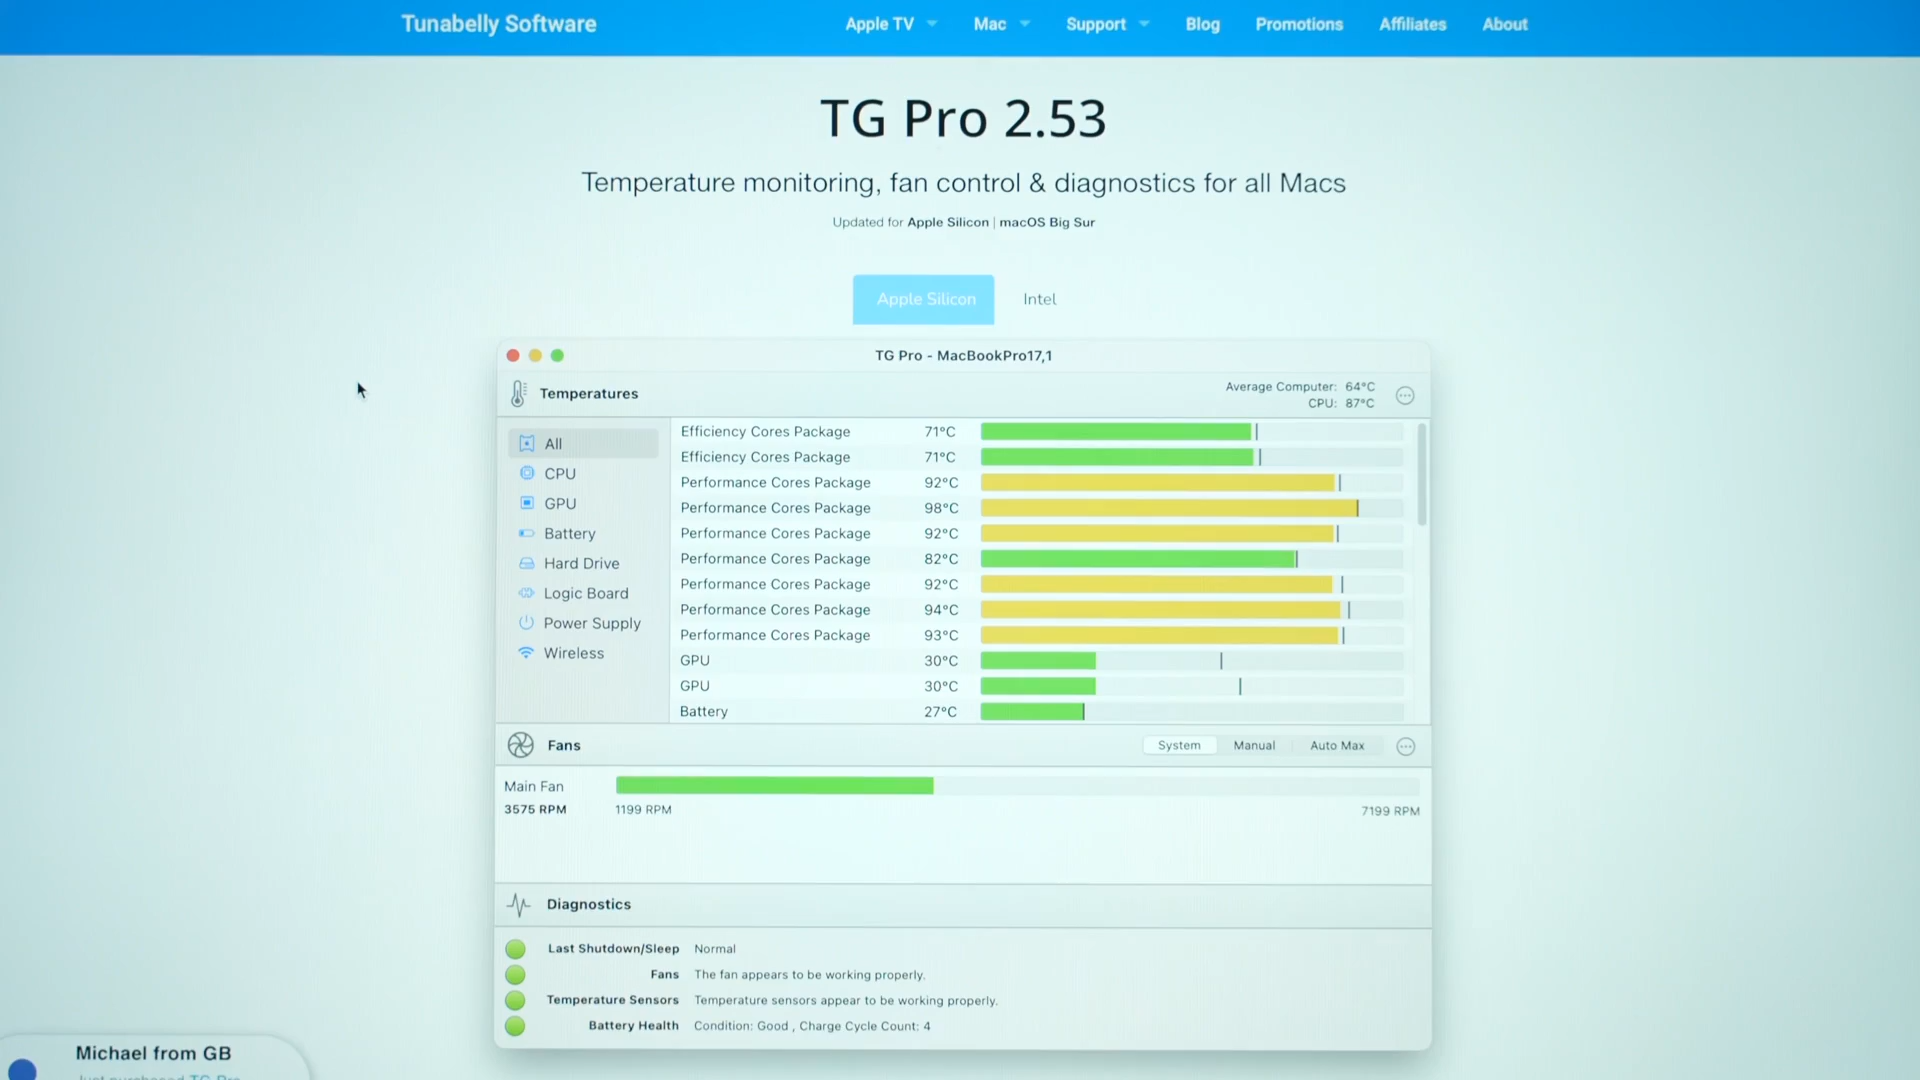 Tunabelly Software
Apple TV Mac Support Blog Promotions Affiliates About
TG Pro 2.53
Temperature monitoring, fan control & diagnostics for all Macs
Updated for Apple Silicon | macOS Big Sur
Apple Silicon Intel
TG Pro - MacBookPro17,1
Temperatures
Average Computer: 64°C
CPU: 87°C
All
CPU
GPU
Battery
Hard Drive
Logic Board
Power Supply
Wireless
Efficiency Cores Package 71°C
Efficiency Cores Package 71°C
Performance Cores Package 92°C
Performance Cores Package 98°C
Performance Cores Package 92°C
Performance Cores Package 82°C
Performance Cores Package 92°C
Performance Cores Package 94°C
Performance Cores Package 93°C
GPU 30°C
GPU 30°C
Battery 27°C
Fans
System Manual Auto Max
Main Fan
3575 RPM 1199 RPM 7199 RPM
Diagnostics
Last Shutdown/Sleep Normal
Fans The fan appears to be working properly.
Temperature Sensors Temperature sensors appear to be working properly.
Battery Health Condition: Good , Charge Cycle Count: 4
Michael from GB
Just purchased TG Pro